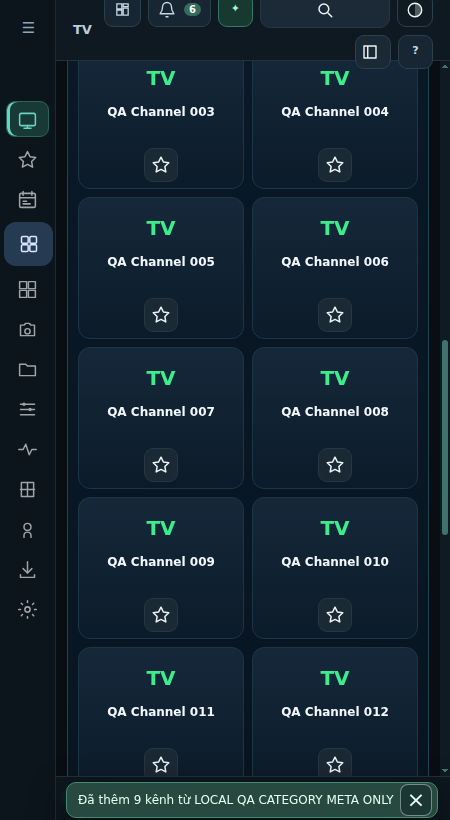 6
TV
?
TV
TV
QA Channel 003
QA Channel 004
TV
TV
QA Channel 005
QA Channel 006
TV
TV
QA Channel 007
QA Channel 008
TV
TV
QA Channel 009
QA Channel 010
TV
TV
QA Channel 011
QA Channel 012
Đã thêm 9 kênh từ LOCAL QA CATEGORY META ONLY